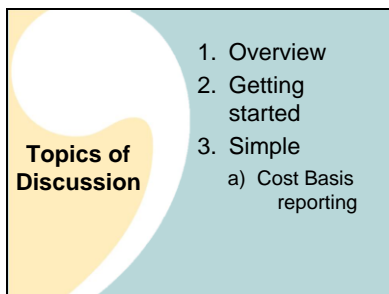 Topics of
Discussion
1. Overview
2. Getting
started
3. Simple
a) Cost Basis
reporting